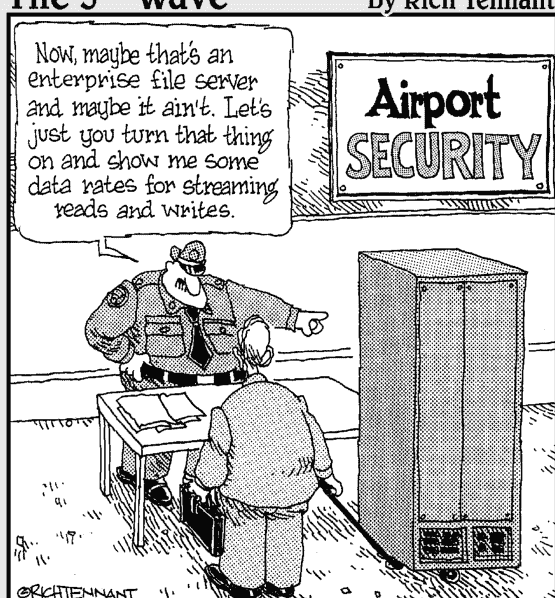 The 5th Wave
By Rich Tennant
Now, maybe that's an
enterprise file server
and maybe it ain't. Let's
just you turn that thing
on and show me some
data rates for streaming
reads and writes.
Airport
SECURITY
©RICHTENNANT